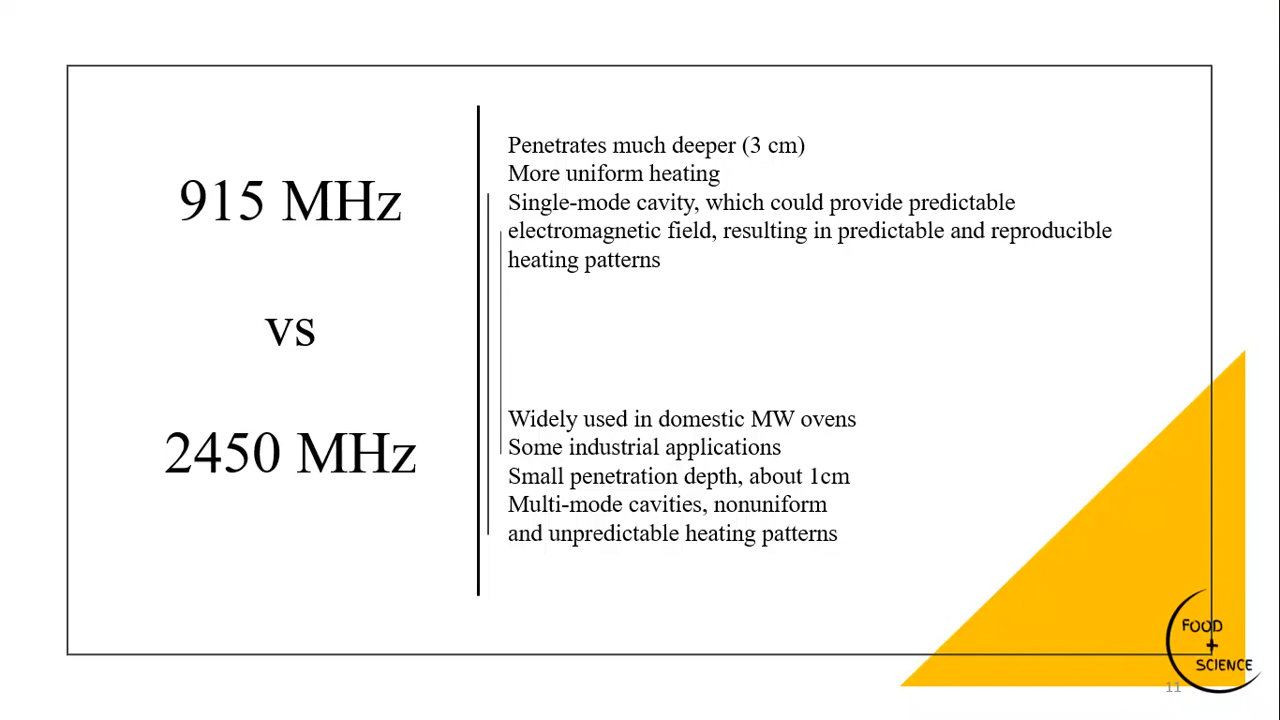 915 MHz
vs
2450 MHz
Penetrates much deeper (3 cm)
More uniform heating
Single-mode cavity, which could provide predictable
electromagnetic field, resulting in predictable and reproducible
heating patterns
Widely used in domestic MW ovens
Some industrial applications
Small penetration depth, about 1cm
Multi-mode cavities, nonuniform
and unpredictable heating patterns
FOOD
+
SCIENCE
11